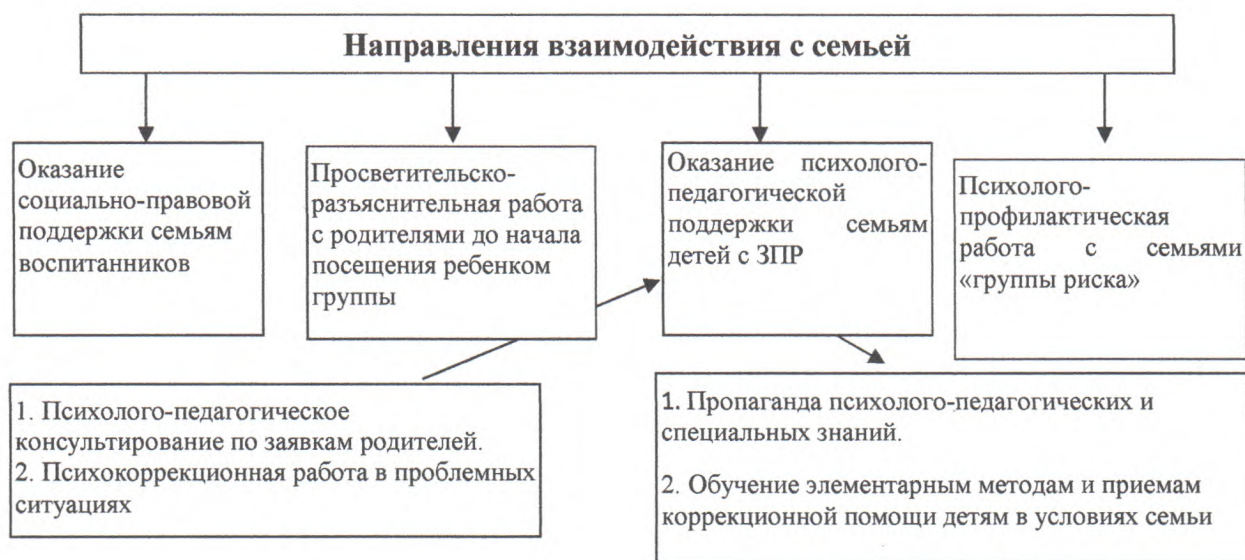 Направления взаимодействия с семьей
Оказание
социально-правовой
поддержки семьям
воспитанников
Просветительско-
разъяснительная работа
с родителями до начала
посещения ребенком
группы
Оказание психолого-
педагогической
поддержки семьям
детей с ЗПР
Психолого-
профилактическая
работа с семьями
«группы риска»
1. Психолого-педагогическое
консультирование по заявкам родителей.
2. Психокоррекционная работа в проблемных
ситуациях
1. Пропаганда психолого-педагогических и
специальных знаний.
2. Обучение элементарным методам и приемам
коррекционной помощи детям в условиях семьи